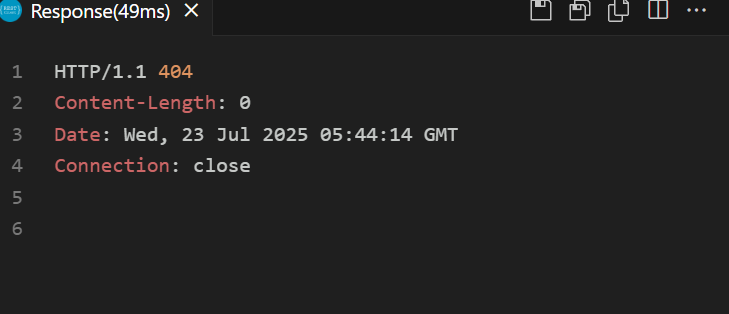 Response(49ms)
1 HTTP/1.1 404
2 Content-Length: 0
3 Date: Wed, 23 Jul 2025 05:44:14 GMT
4 Connection: close
5
6